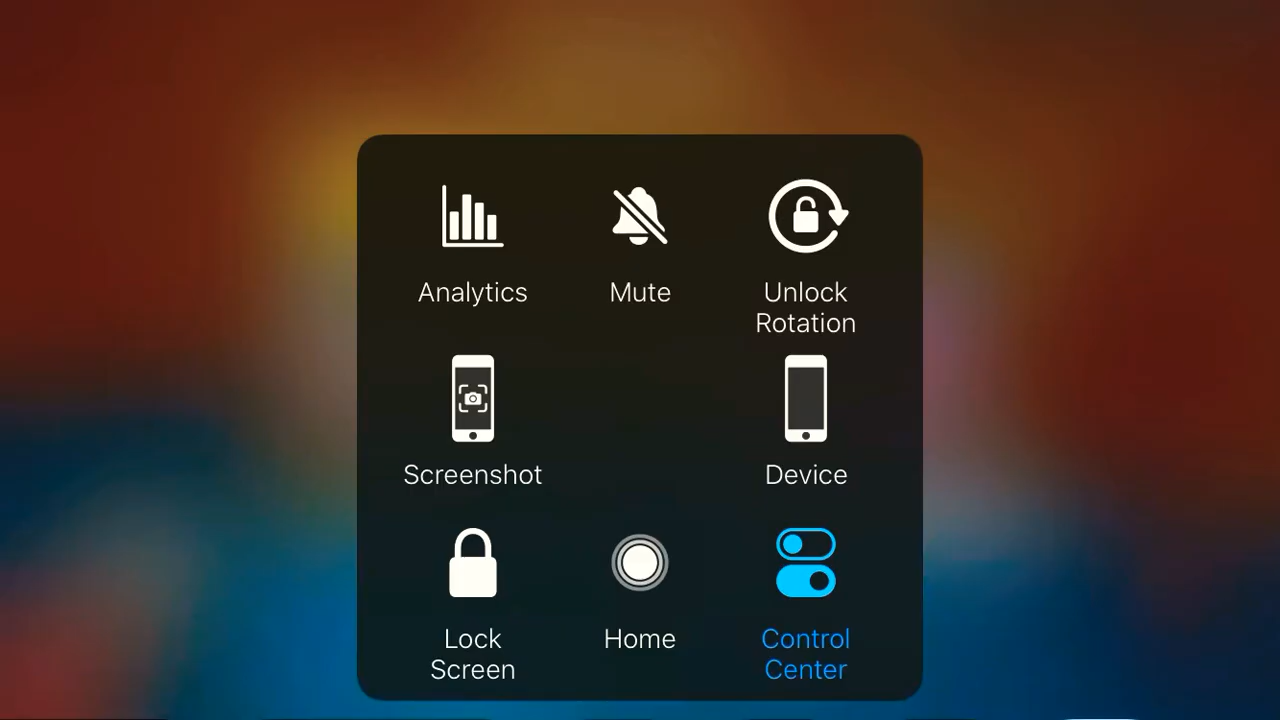 Analytics
Mute
Unlock
Rotation
Screenshot
Device
Lock
Screen
Home
Control
Center